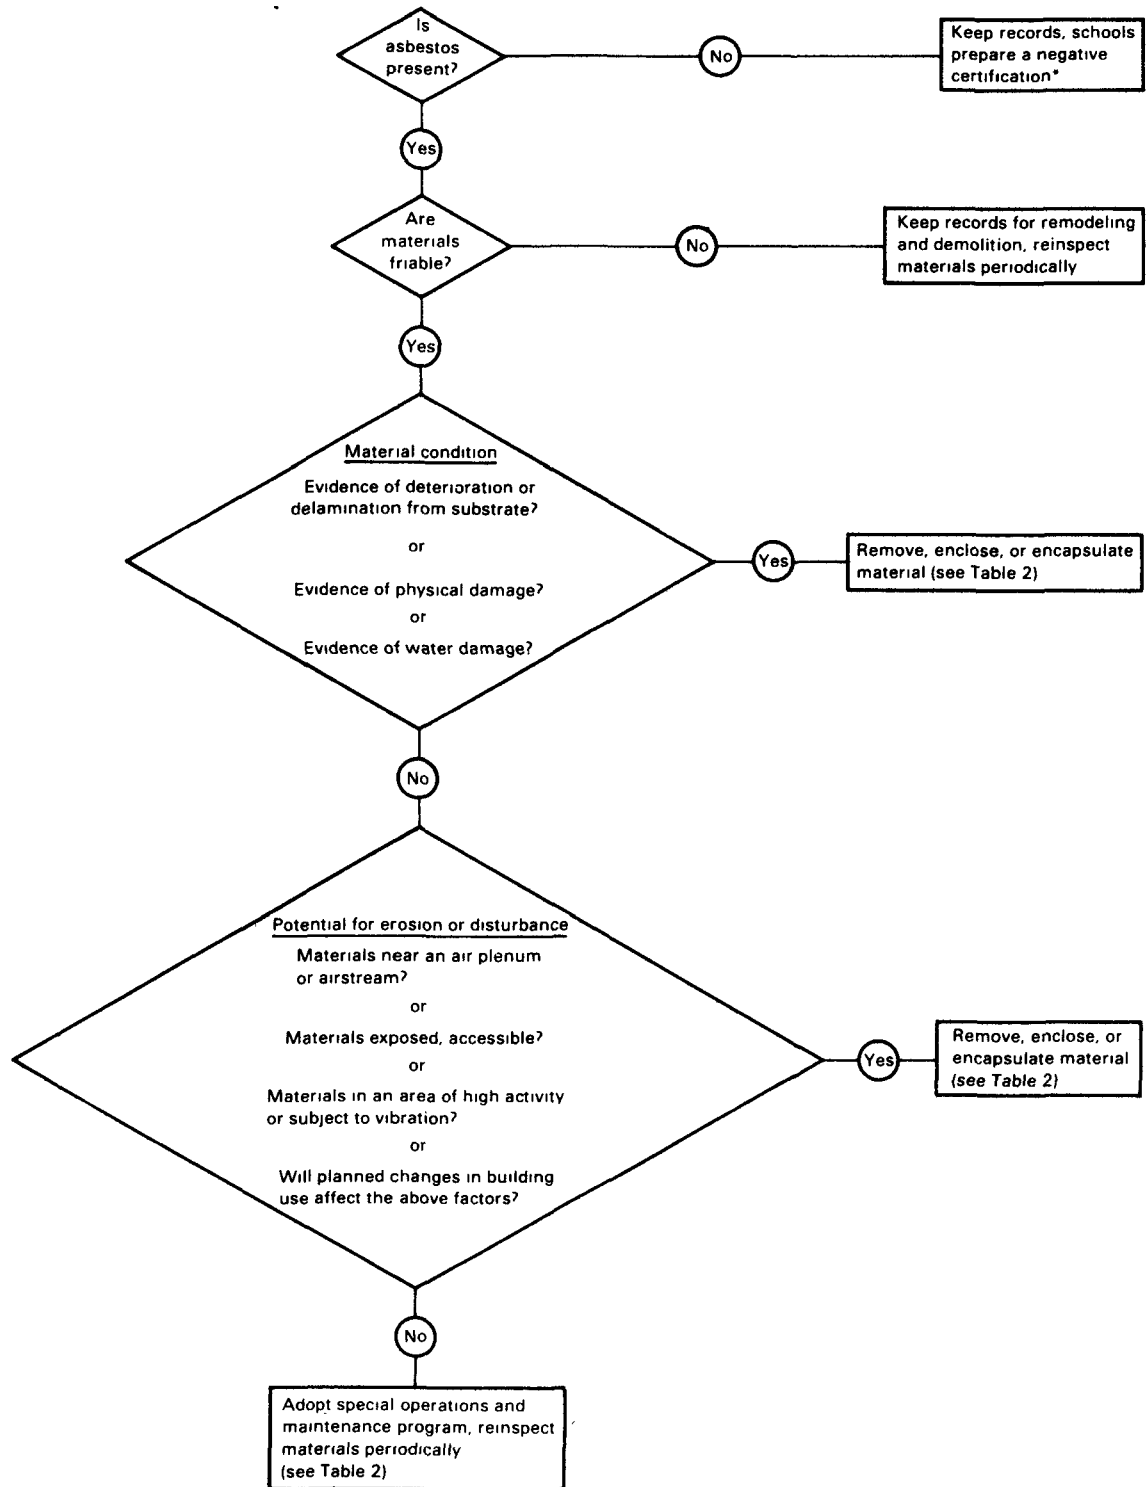 Is
asbestos
present?
No
Keep records, schools
prepare a negative
certification*
Yes
Are
materials
friable?
No
Keep records for remodeling
and demolition, reinspect
materials periodically
Yes
Material condition
Evidence of deterioration or
delamination from substrate?
or
Evidence of physical damage?
or
Evidence of water damage?
Yes
Remove, enclose, or encapsulate
material (see Table 2)
No
Potential for erosion or disturbance
Materials near an air plenum
or airstream?
or
Materials exposed, accessible?
or
Materials in an area of high activity
or subject to vibration?
or
Will planned changes in building
use affect the above factors?
Yes
Remove, enclose, or
encapsulate material
(see Table 2)
No
Adopt special operations and
maintenance program, reinspect
materials periodically
(see Table 2)